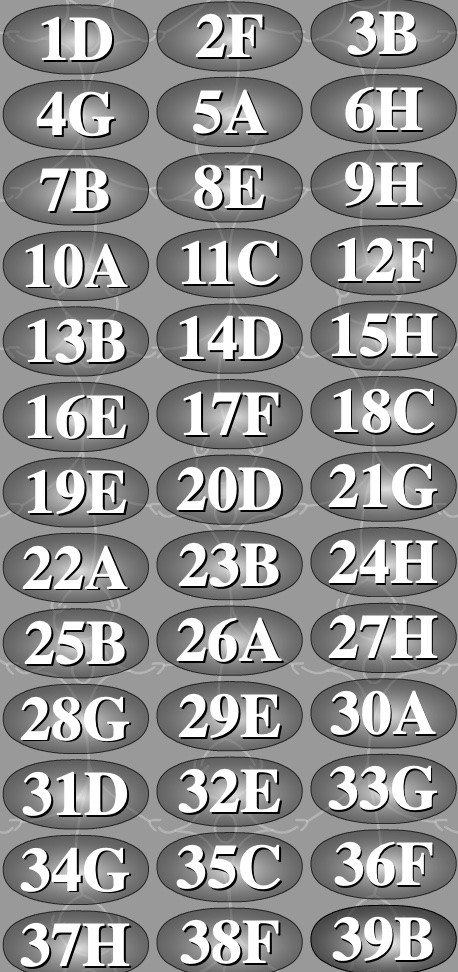 1D 2F 3B
4G 5A 6H
7B 8E 9H
10A 11C 12F
13B 14D 15H
16E 17F 18C
19E 20D 21G
22A 23B 24H
25B 26A 27H
28G 29E 30A
31D 32E 33G
34G 35C 36F
37H 38F 39B